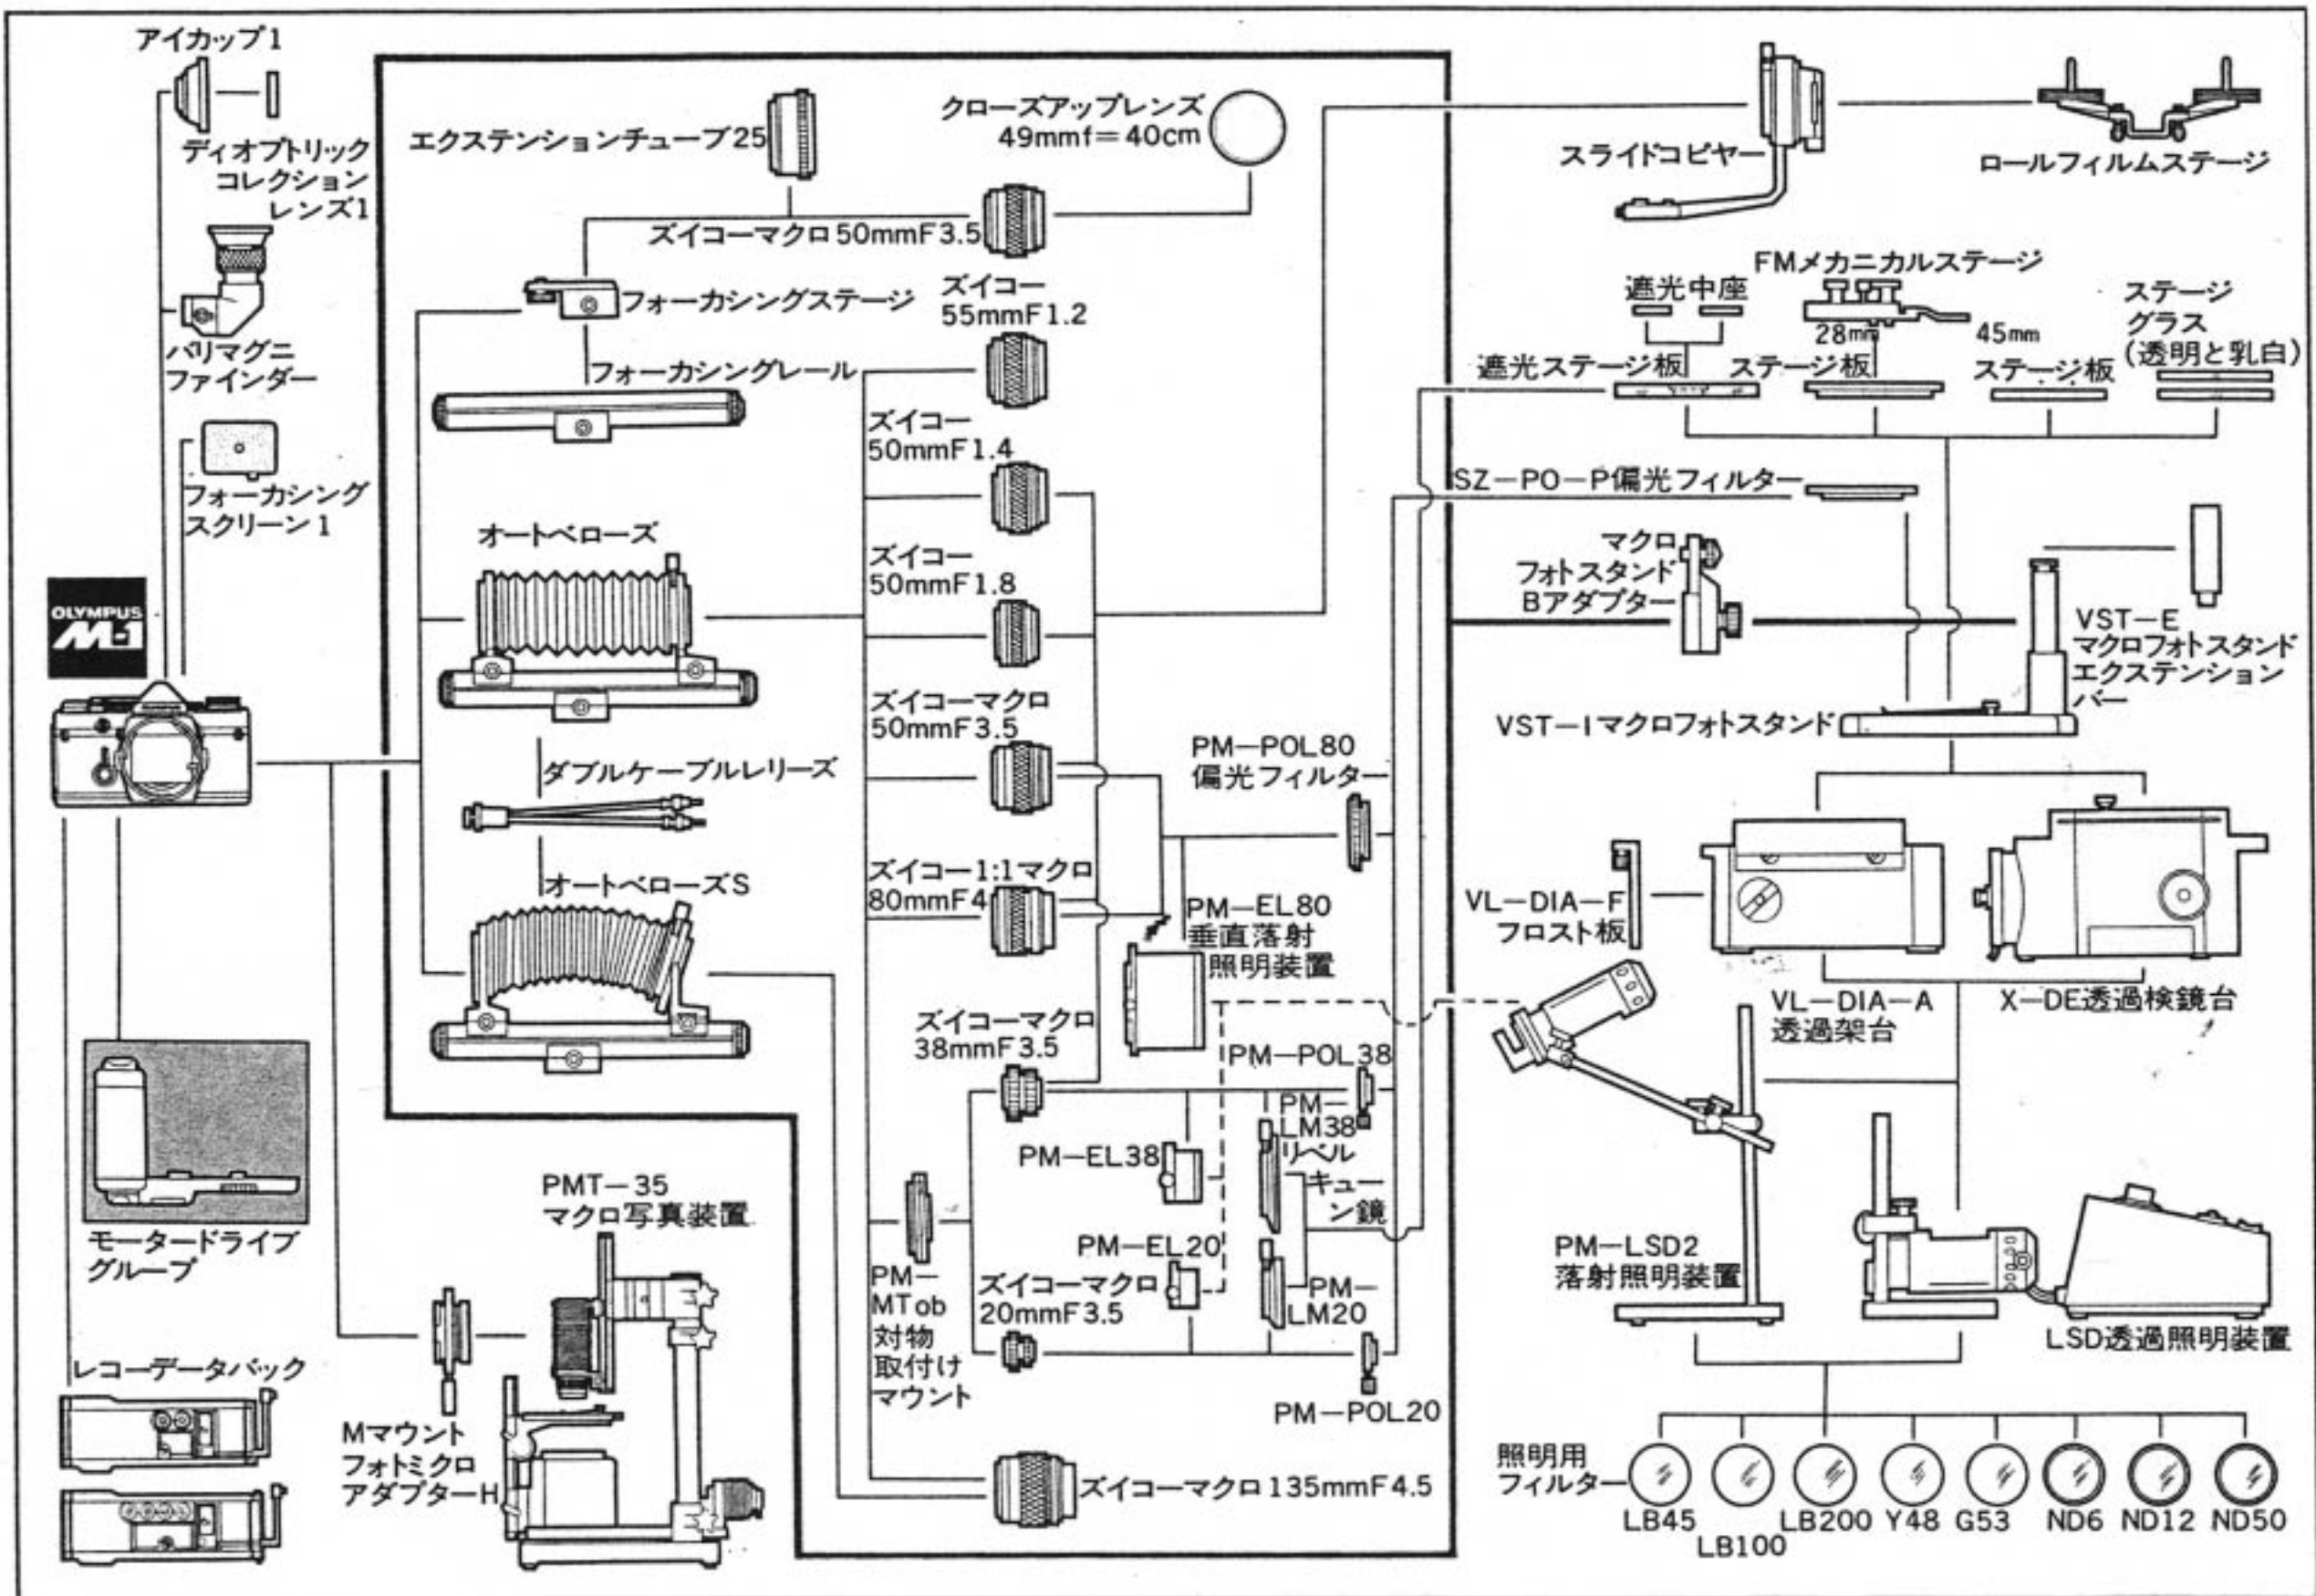 アイカップ1
ディオプトリック
コレクション
レンズ1
バリマグニ
ファインダー
フォーカシング
スクリーン1
OLYMPUS
M-1
モータードライブ
グループ
レコーデータバック
エクステンションチューブ25
クローズアップレンズ
49mmf=40cm
ズイコーマクロ50mmF3.5
フォーカシングステージ
フォーカシングレール
ズイコー
55mmF1.2
ズイコー
50mmF1.4
オートベローズ
ズイコー
50mmF1.8
ズイコーマクロ
50mmF3.5
ダブルケーブルレリーズ
ズイコー1:1マクロ
80mmF4
オートベローズS
PM-POL80
偏光フィルター
PM-EL80
垂直落射
照明装置
ズイコーマクロ
38mmF3.5
PM-POL38
PM-
LM38
リベル
キュー
ン鏡
PM-EL38
PM-EL20
PM-
LM20
PM-
MTob
対物
取付け
マウント
ズイコーマクロ
20mmF3.5
PM-POL20
ズイコーマクロ135mmF4.5
PMT-35
マクロ写真装置
Mマウント
フォトミクロ
アダプターH
スライドコピヤー
ロールフィルムステージ
FMメカニカルステージ
遮光中座
28mm
45mm
ステージ
グラス
(透明と乳白)
遮光ステージ板
ステージ板
ステージ板
SZ-PO-P偏光フィルター
マクロ
フォトスタンド
Bアダプター
VST-E
マクロフォトスタンド
エクステンション
バー
VST-Iマクロフォトスタンド
VL-DIA-F
フロスト板
VL-DIA-A
透過架台
X-DE透過検鏡台
PM-LSD2
落射照明装置
LSD透過照明装置
照明用
フィルター
LB45
LB100
LB200
Y48
G53
ND6
ND12
ND50